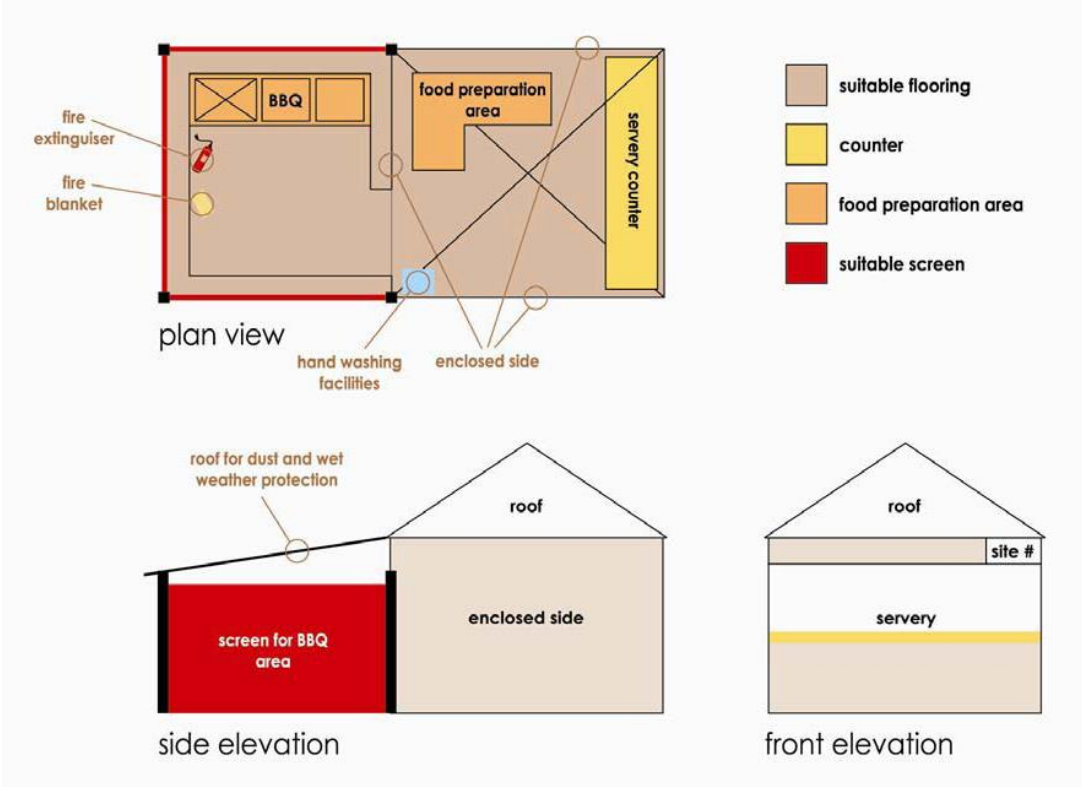 fire
extinguiser
fire
blanket
BBQ
food preparation
area
servery counter
suitable flooring
counter
food preparation area
suitable screen
plan view
hand washing
facilities
enclosed side
roof for dust and wet
weather protection
roof
enclosed side
screen for BBQ
area
side elevation
roof
site #
servery
front elevation